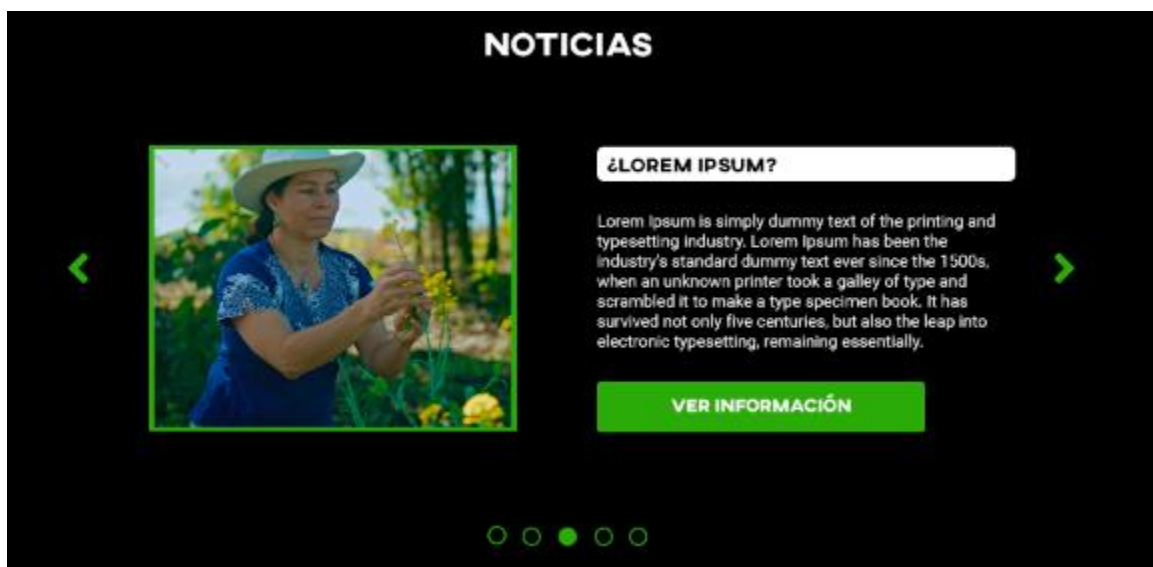 NOTICIAS
¿LOREM IPSUM?
Lorem Ipsum is simply dummy text of the printing and
typesetting industry. Lorem Ipsum has been the
industry's standard dummy text ever since the 1500s,
when an unknown printer took a galley of type and
scrambled it to make a type specimen book. It has
survived not only five centuries, but also the leap into
electronic typesetting, remaining essentially.
VER INFORMACIÓN